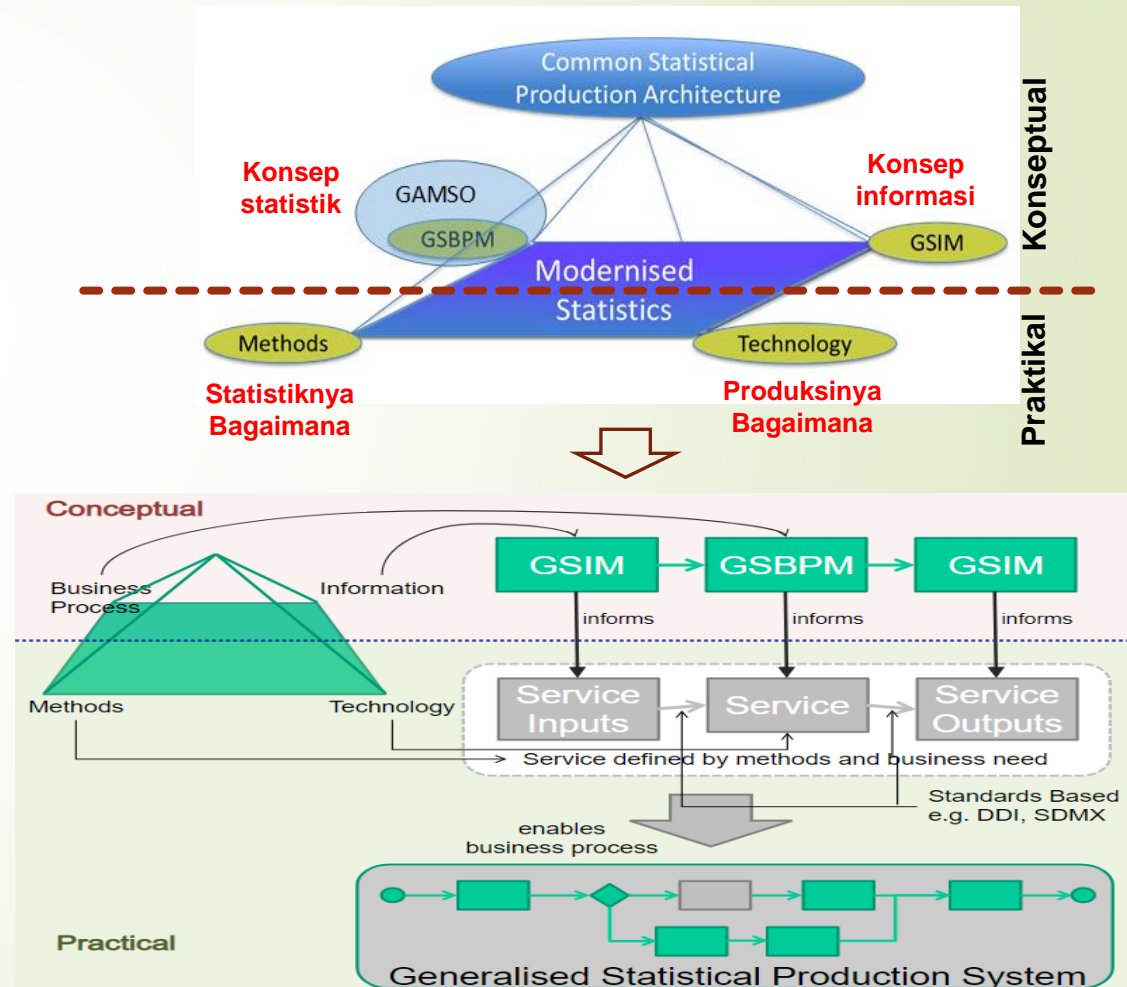 Common Statistical
Production Architecture
Konseptual
Konsep
statistik
Konsep
informasi
GAMSO
GSBPM
GSIM
Modernised
Statistics
Methods
Technology
Praktikal
Statistiknya
Bagaimana
Produksinya
Bagaimana
Conceptual
Business
Process
Information
GSIM
GSBPM
GSIM
informs
informs
informs
Methods
Technology
Service
Inputs
Service
Service
Outputs
Service defined by methods and business need
Standards Based
e.g. DDI, SDMX
enables
business process
Practical
Generalised Statistical Production System